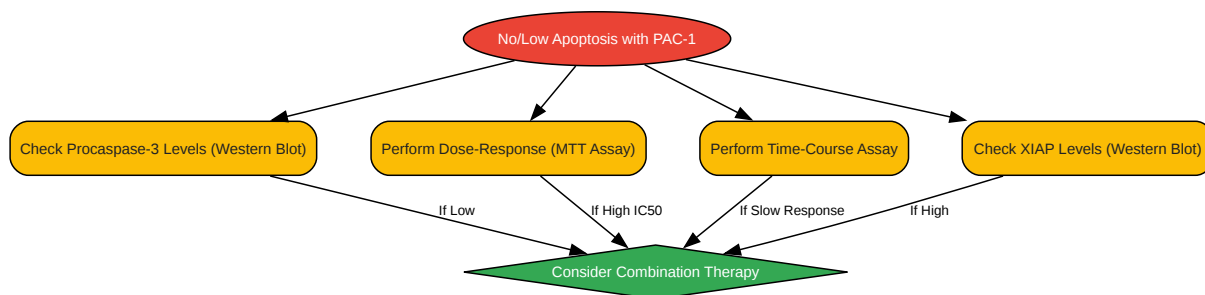 No/Low Apoptosis with PAC-1
Check Procaspase-3 Levels (Western Blot)
Perform Dose-Response (MTT Assay)
Perform Time-Course Assay
Check XIAP Levels (Western Blot)
If Low
If High IC50
If Slow Response
If High
Consider Combination Therapy